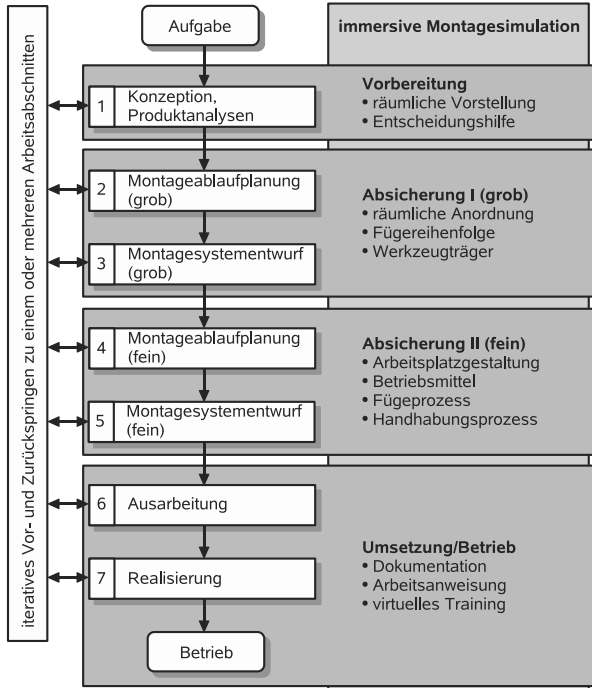 Aufgabe
immersive Montagesimulation
iteratives Vor- und Zurückspringen zu einem oder mehreren Arbeitsabschnitten
1
Konzeption,
Produktanalysen
Vorbereitung
• räumliche Vorstellung
• Entscheidungshilfe
2
Montageablaufplanung
(grob)
3
Montagesystementwurf
(grob)
Absicherung I (grob)
• räumliche Anordnung
• Fügereihenfolge
• Werkzeugträger
4
Montageablaufplanung
(fein)
5
Montagesystementwurf
(fein)
Absicherung II (fein)
• Arbeitsplatzgestaltung
• Betriebsmittel
• Fügeprozess
• Handhabungsprozess
6
Ausarbeitung
7
Realisierung
Umsetzung/Betrieb
• Dokumentation
• Arbeitsanweisung
• virtuelles Training
Betrieb